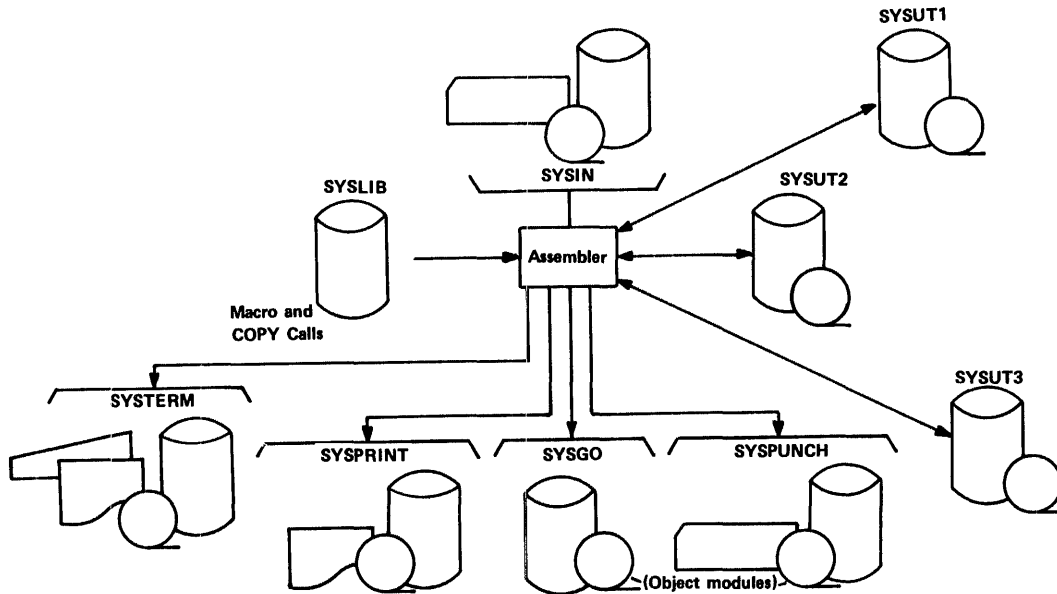 SYSUT1
SYSIN
SYSLIB
SYSUT2
Assembler
Macro and
COPY Calls
SYSUT3
SYSTERM
SYSPRINT
SYSGO
SYSPUNCH
(Object modules)